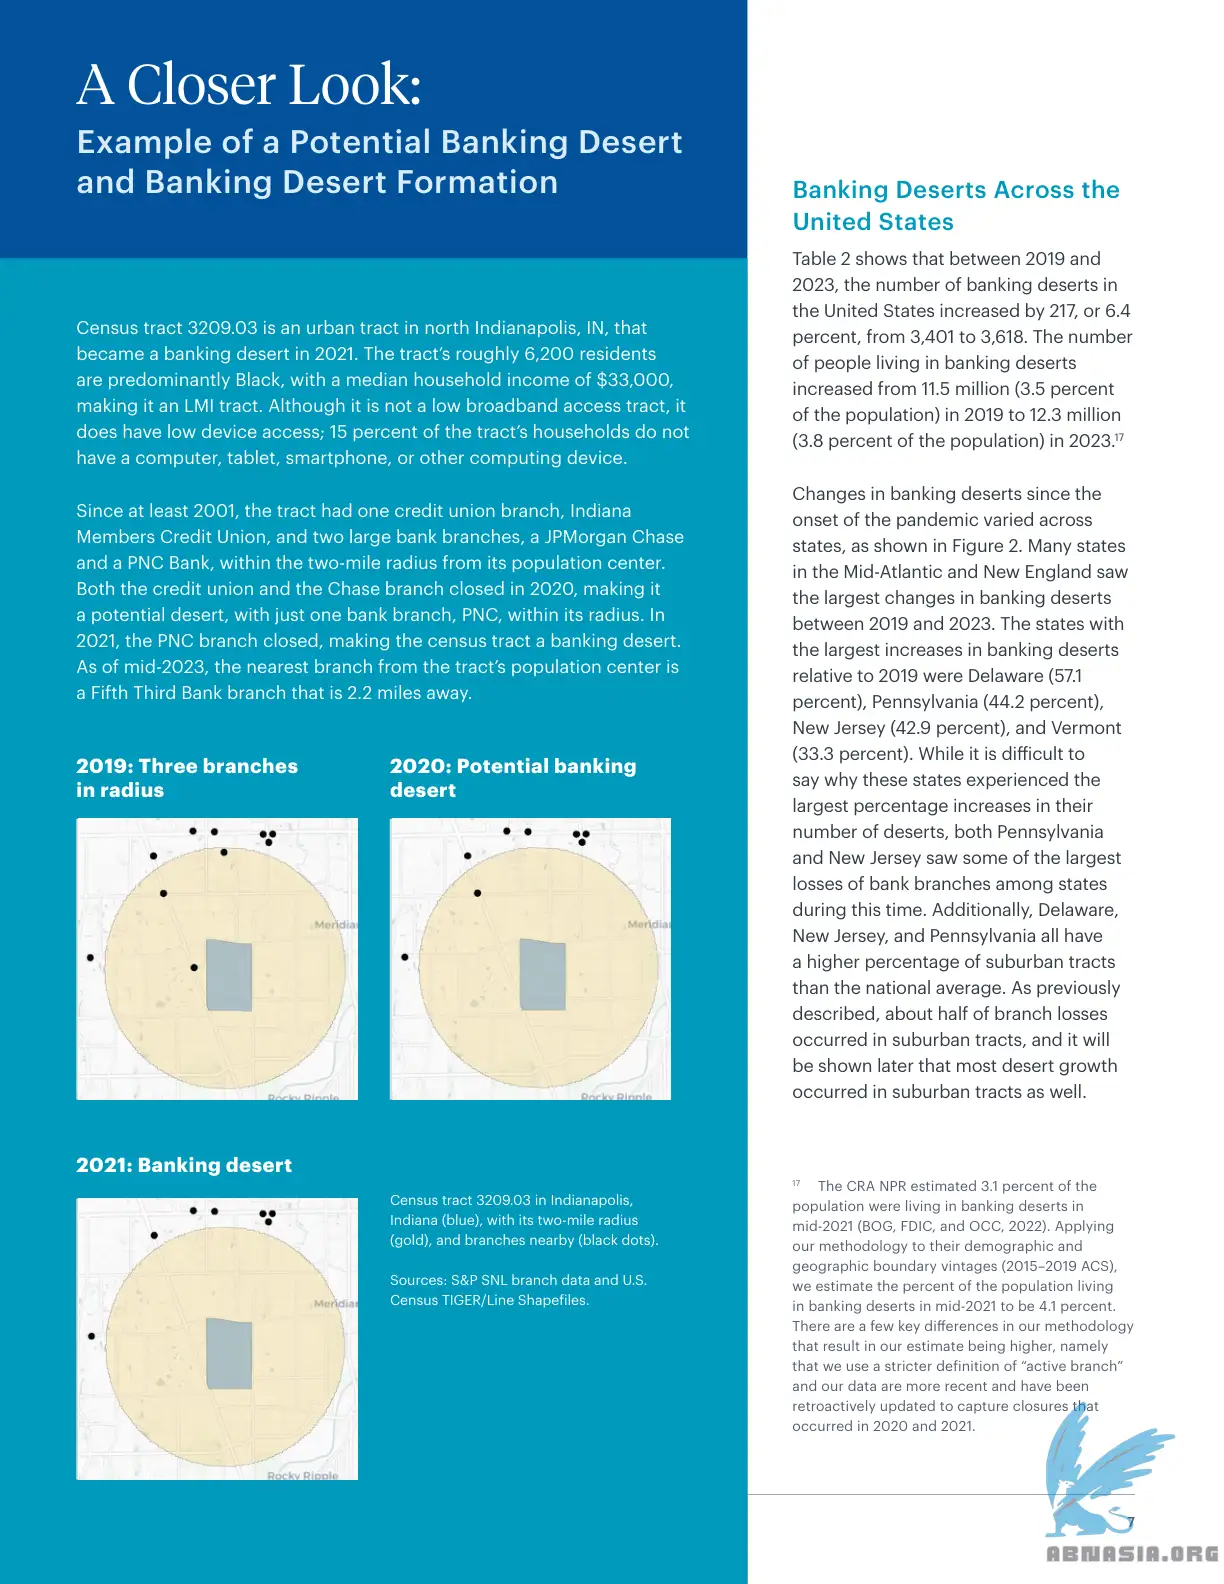 A Closer Look:
Example of a Potential Banking Desert
and Banking Desert Formation
Census tract 3209.03 is an urban tract in north Indianapolis, IN, that
became a banking desert in 2021. The tract’s roughly 6,200 residents
are predominantly Black, with a median household income of $33,000,
making it an LMI tract. Although it is not a low broadband access tract, it
does have low device access; 15 percent of the tract’s households do not
have a computer, tablet, smartphone, or other computing device.
Since at least 2001, the tract had one credit union branch, Indiana
Members Credit Union, and two large bank branches, a JPMorgan Chase
and a PNC Bank, within the two-mile radius from its population center.
Both the credit union and the Chase branch closed in 2020, making it
a potential desert, with just one bank branch, PNC, within its radius. In
2021, the PNC branch closed, making the census tract a banking desert.
As of mid-2023, the nearest branch from the tract’s population center is
a Fifth Third Bank branch that is 2.2 miles away.
2019: Three branches
in radius
Meridia
Rocky Ripple
2020: Potential banking
desert
Meridia
Rocky Ripple
2021: Banking desert
Meridia
Rocky Ripple
Census tract 3209.03 in Indianapolis,
Indiana (blue), with its two-mile radius
(gold), and branches nearby (black dots).
Sources: S&P SNL branch data and U.S.
Census TIGER/Line Shapefiles.
Banking Deserts Across the
United States
Table 2 shows that between 2019 and
2023, the number of banking deserts in
the United States increased by 217, or 6.4
percent, from 3,401 to 3,618. The number
of people living in banking deserts
increased from 11.5 million (3.5 percent
of the population) in 2019 to 12.3 million
(3.8 percent of the population) in 2023.17
Changes in banking deserts since the
onset of the pandemic varied across
states, as shown in Figure 2. Many states
in the Mid-Atlantic and New England saw
the largest changes in banking deserts
between 2019 and 2023. The states with
the largest increases in banking deserts
relative to 2019 were Delaware (57.1
percent), Pennsylvania (44.2 percent),
New Jersey (42.9 percent), and Vermont
(33.3 percent). While it is difficult to
say why these states experienced the
largest percentage increases in their
number of deserts, both Pennsylvania
and New Jersey saw some of the largest
losses of bank branches among states
during this time. Additionally, Delaware,
New Jersey, and Pennsylvania all have
a higher percentage of suburban tracts
than the national average. As previously
described, about half of branch losses
occurred in suburban tracts, and it will
be shown later that most desert growth
occurred in suburban tracts as well.
17 The CRA NPR estimated 3.1 percent of the
population were living in banking deserts in
mid-2021 (BOG, FDIC, and OCC, 2022). Applying
our methodology to their demographic and
geographic boundary vintages (2015–2019 ACS),
we estimate the percent of the population living
in banking deserts in mid-2021 to be 4.1 percent.
There are a few key differences in our methodology
that result in our estimate being higher, namely
that we use a stricter definition of “active branch”
and our data are more recent and have been
retroactively updated to capture closures that
occurred in 2020 and 2021.
7
ABNASIA.ORG